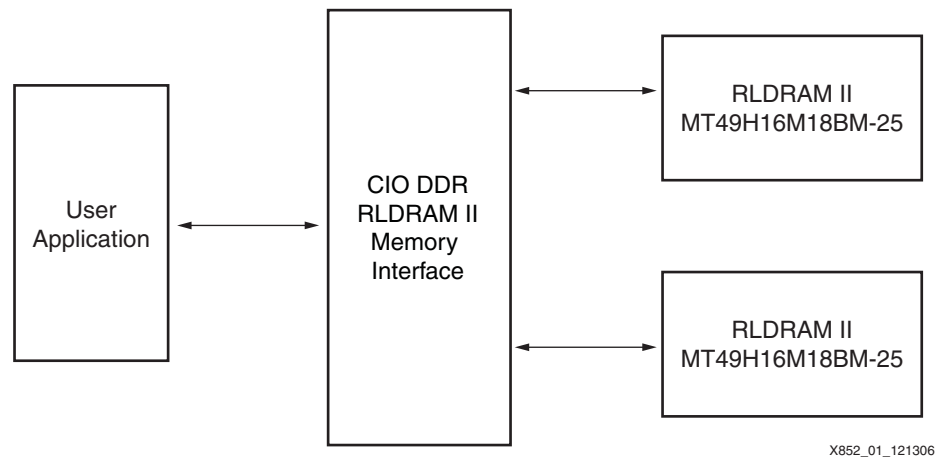 User
Application
CIO DDR
RLDRAM II
Memory
Interface
RLDRAM II
MT49H16M18BM-25
RLDRAM II
MT49H16M18BM-25
X852_01_121306